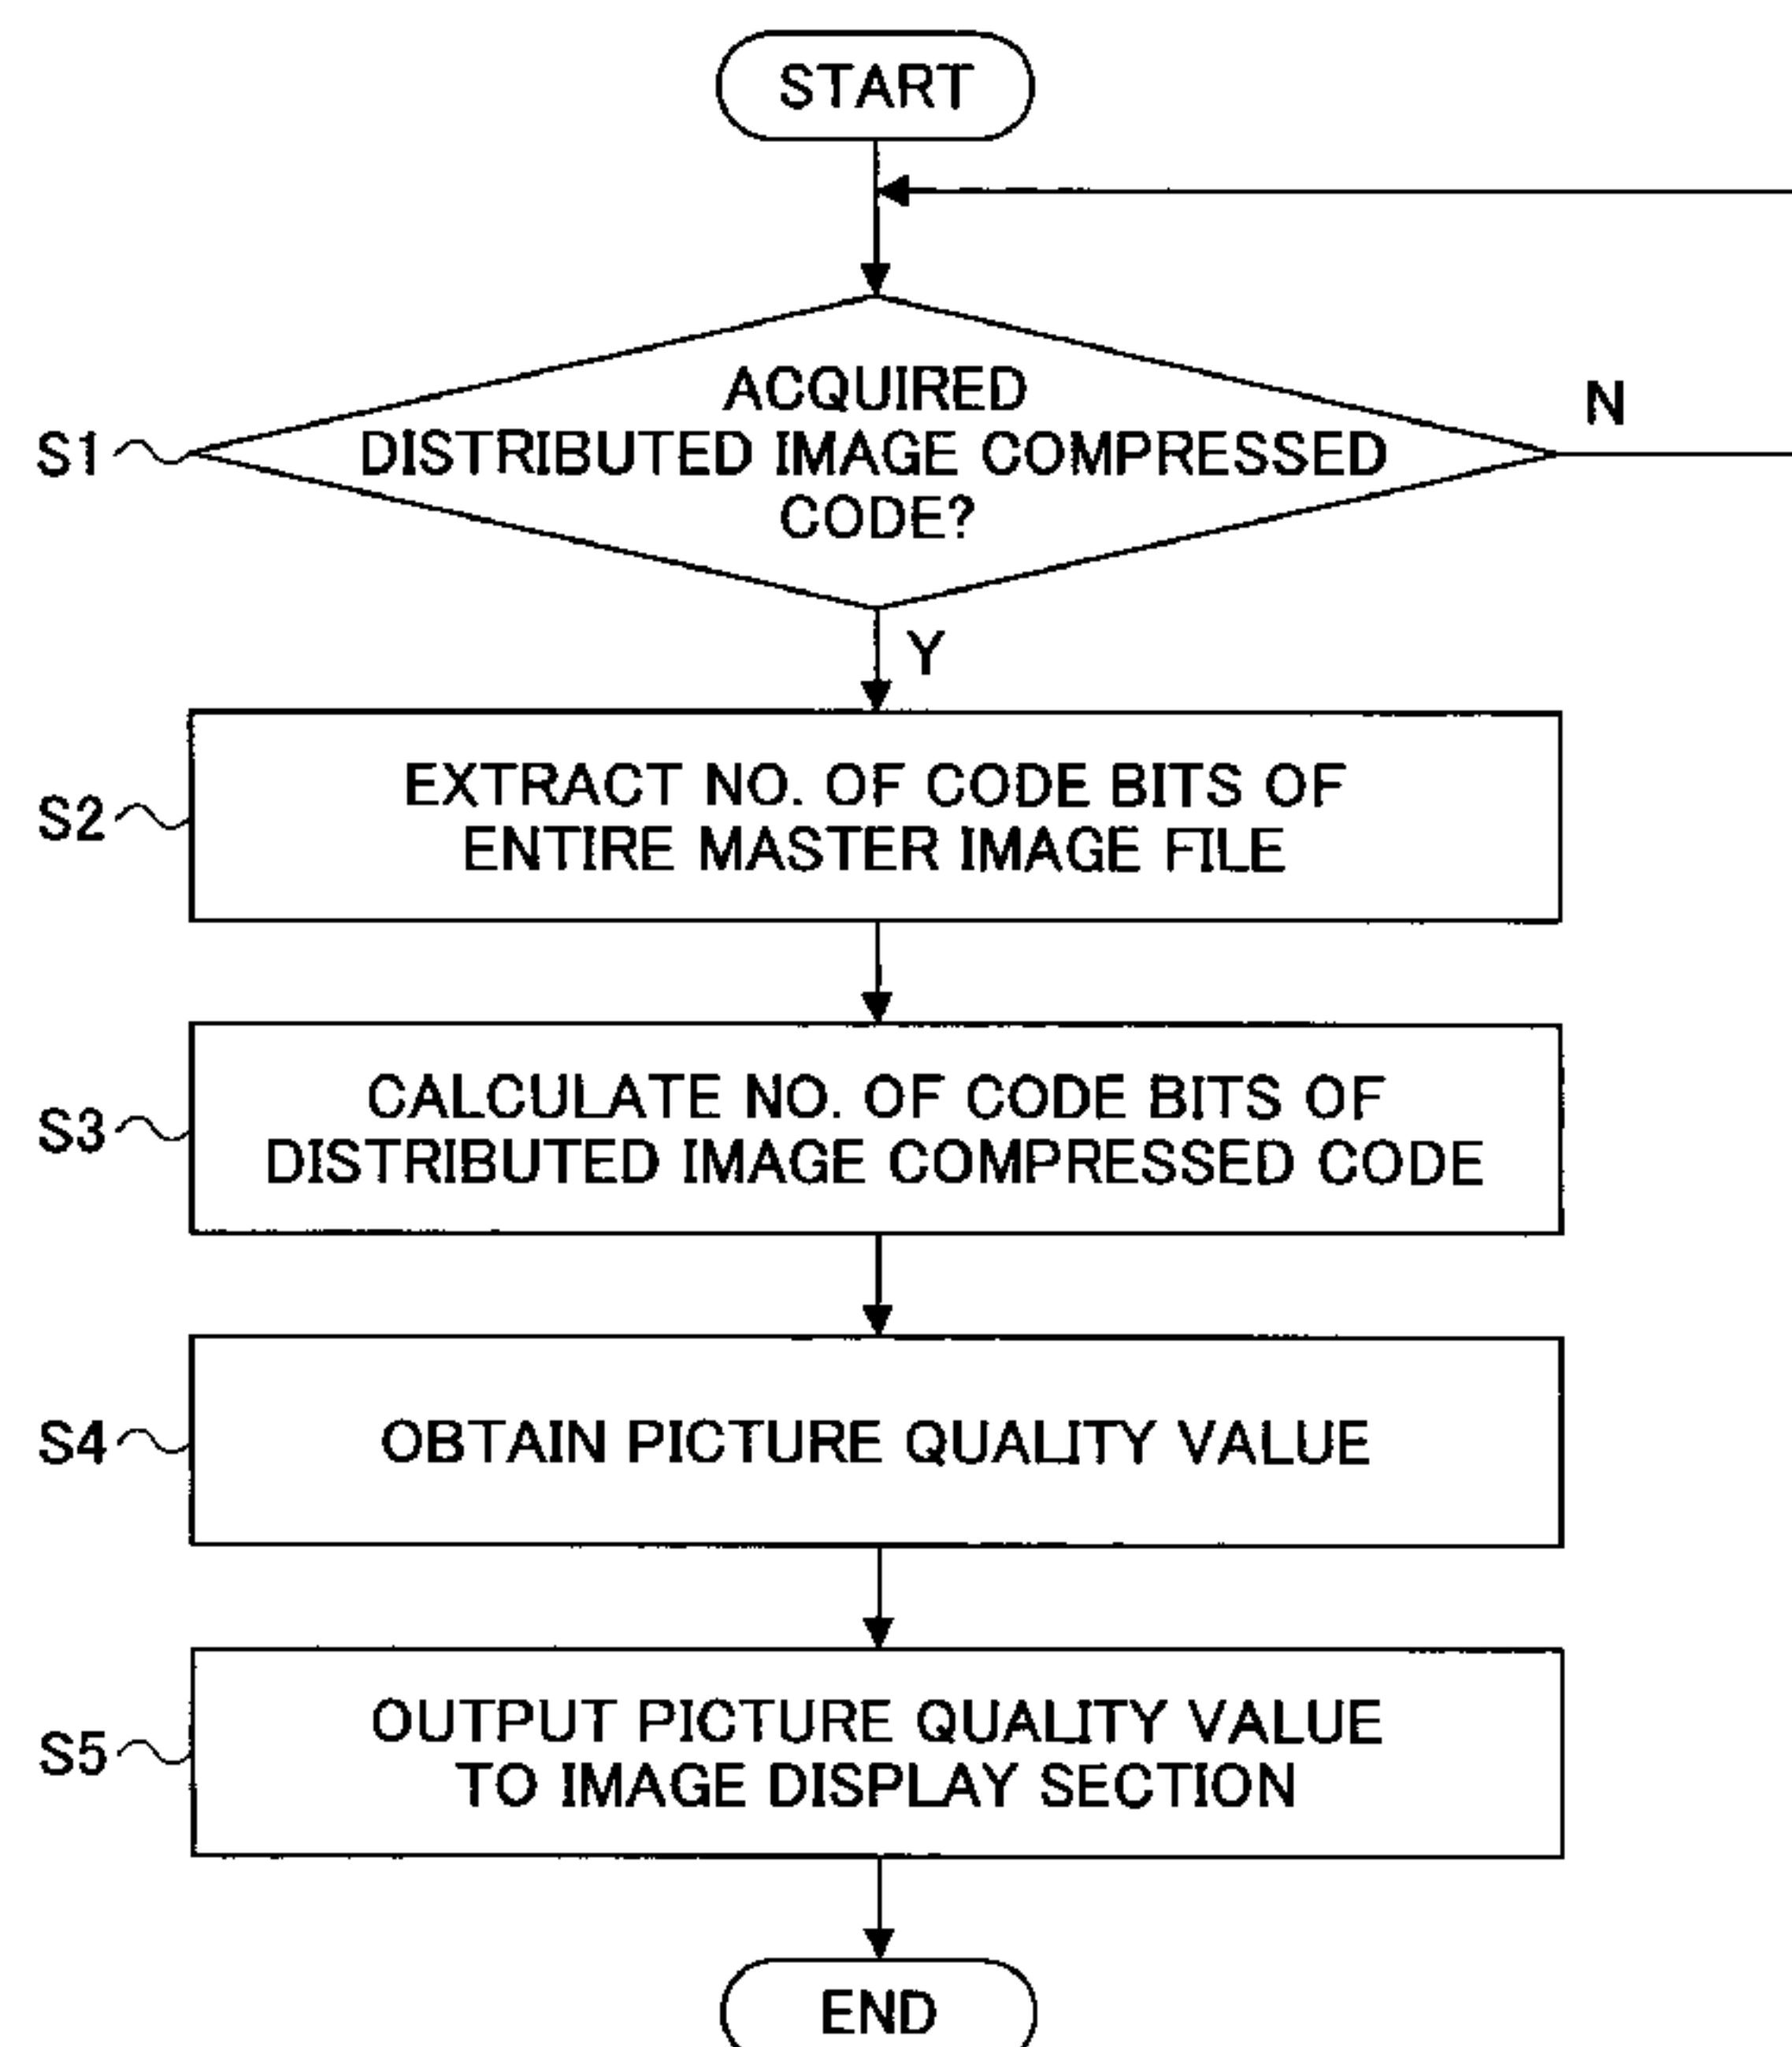 START
ACQUIRED
DISTRIBUTED IMAGE COMPRESSED
CODE?
N
S1
Y
EXTRACT NO. OF CODE BITS OF
ENTIRE MASTER IMAGE FILE
S2
CALCULATE NO. OF CODE BITS OF
DISTRIBUTED IMAGE COMPRESSED CODE
S3
OBTAIN PICTURE QUALITY VALUE
S4
OUTPUT PICTURE QUALITY VALUE
TO IMAGE DISPLAY SECTION
S5
END